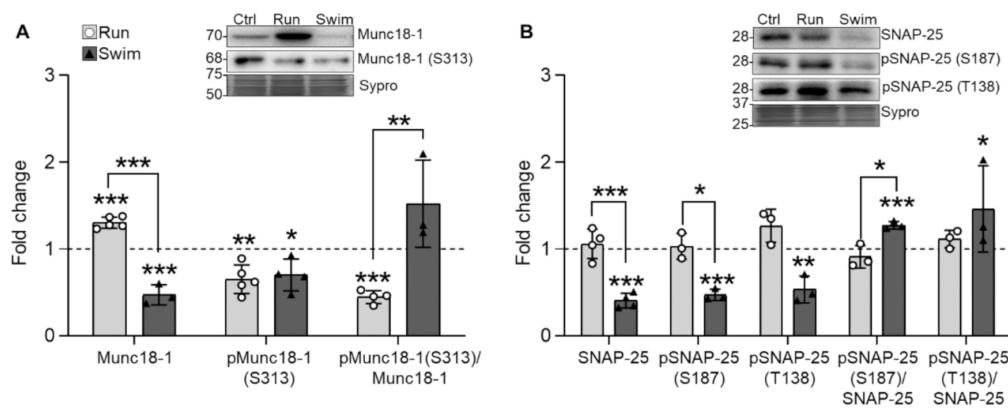 A
Run
Swim
Ctrl Run Swim
70 Munc18-1
68 Munc18-1 (S313)
75
50
Sypro
Fold change
3
2
1
0
***
***
***
**
*
**
***
Munc18-1
pMunc18-1
(S313)
pMunc18-1(S313)/
Munc18-1
B
Ctrl Run Swim
28 SNAP-25
28 pSNAP-25 (S187)
28 pSNAP-25 (T138)
37
25
Sypro
Fold change
3
2
1
0
***
***
*
***
**
*
***
*
SNAP-25
pSNAP-25
(S187)
pSNAP-25
(T138)
pSNAP-25
(S187)/
SNAP-25
pSNAP-25
(T138)/
SNAP-25